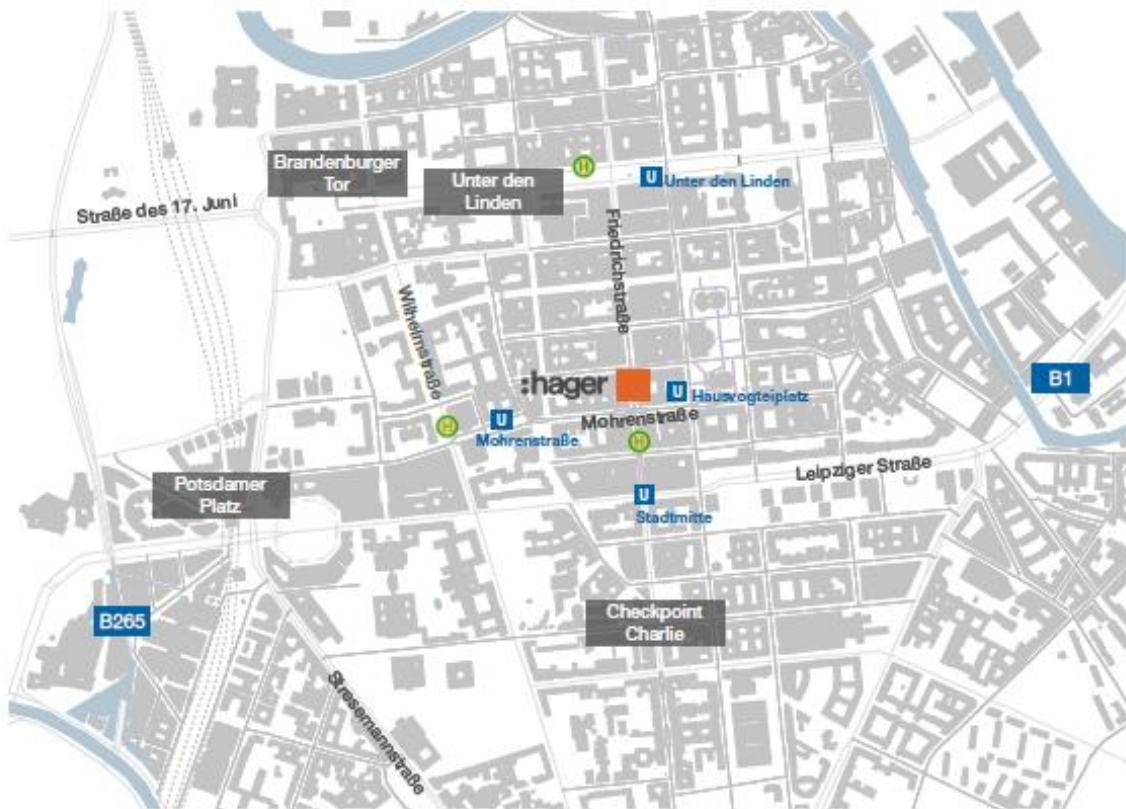 Brandenburger
Tor
Unter den
Linden
H
U Unter den Linden
Straße des 17. Juni
Friedrichstraße
Wilhelmstraße
:hager
U Hausvogteiplatz
B1
Mohrenstraße
H
U
Mohrenstraße
H
Leipziger Straße
Potsdamer
Platz
U
Stadtmitte
B265
Checkpoint
Charlie
Stresemannstraße